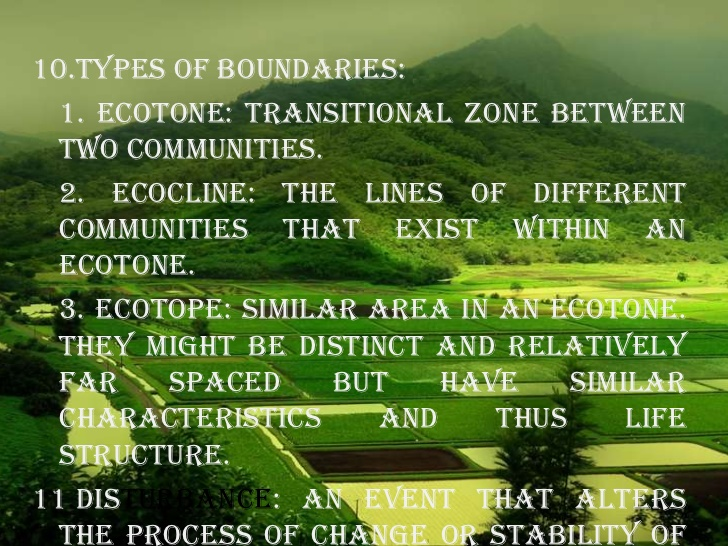 10.TYPES OF BOUNDARIES:
1. ECOTONE: TRANSITIONAL ZONE BETWEEN
TWO COMMUNITIES.
2. ECOCLINE: THE LINES OF DIFFERENT
COMMUNITIES THAT EXIST WITHIN AN
ECOTONE.
3. ECOTOPE: SIMILAR AREA IN AN ECOTONE.
THEY MIGHT BE DISTINCT AND RELATIVELY
FAR SPACED BUT HAVE SIMILAR
CHARACTERISTICS AND THUS LIFE
STRUCTURE.
11 DISTURBANCE: AN EVENT THAT ALTERS
THE PROCESS OF CHANGE OR STABILITY OF